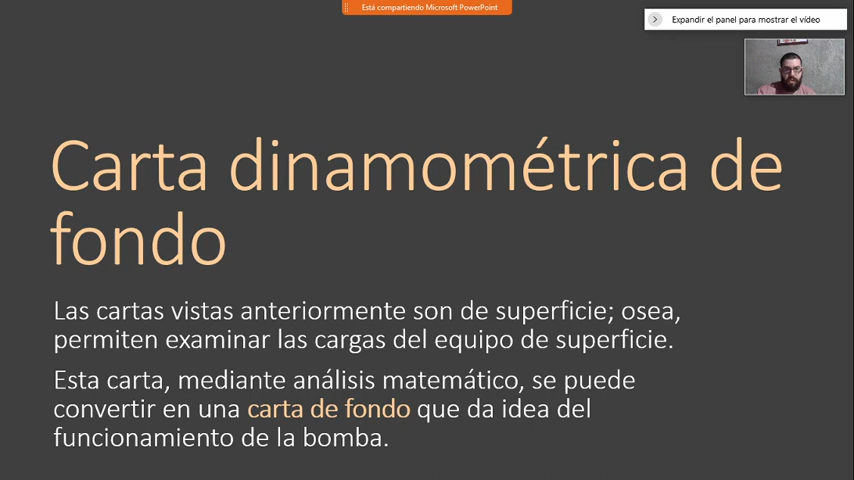 Está compartiendo Microsoft PowerPoint
Expandir el panel para mostrar el vídeo
Carta dinamométrica de
fondo
Las cartas vistas anteriormente son de superficie; osea,
permiten examinar las cargas del equipo de superficie.
Esta carta, mediante análisis matemático, se puede
convertir en una carta de fondo que da idea del
funcionamiento de la bomba.